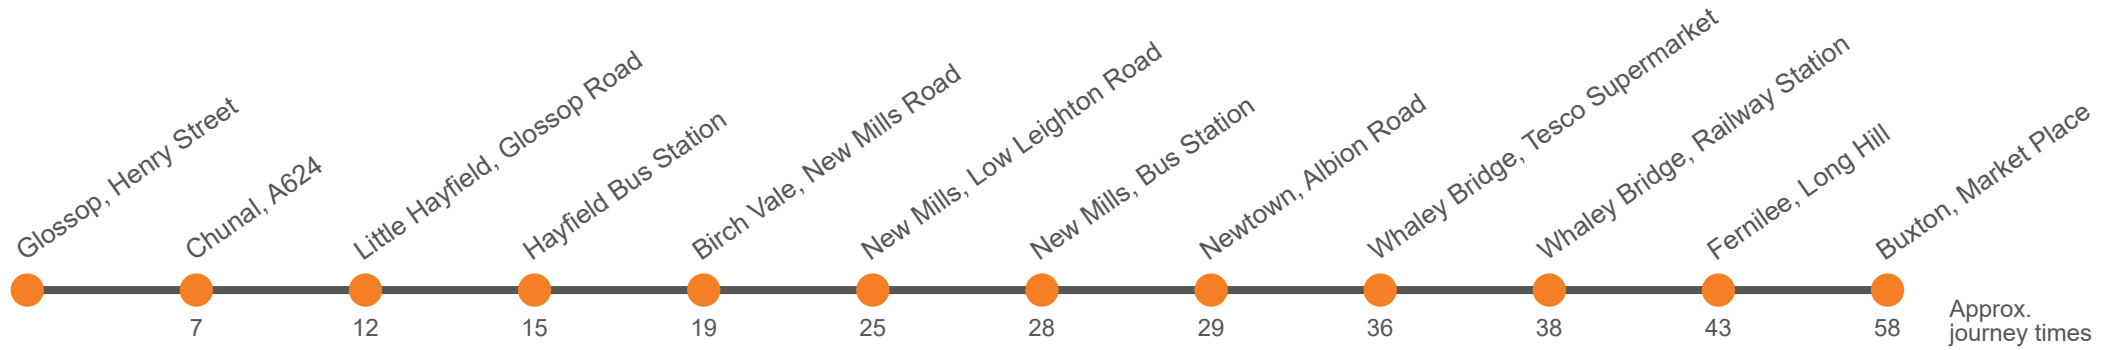 Glossop, Henry Street
Chunal, A624
Little Hayfield, Glossop Road
Hayfield Bus Station
Birch Vale, New Mills Road
New Mills, Low Leighton Road
New Mills, Bus Station
Newtown, Albion Road
Whaley Bridge, Tesco Supermarket
Whaley Bridge, Railway Station
Fernilee, Long Hill
Buxton, Market Place
7 12 15 19 25 28 29 36 38 43 58
Approx.
journey times